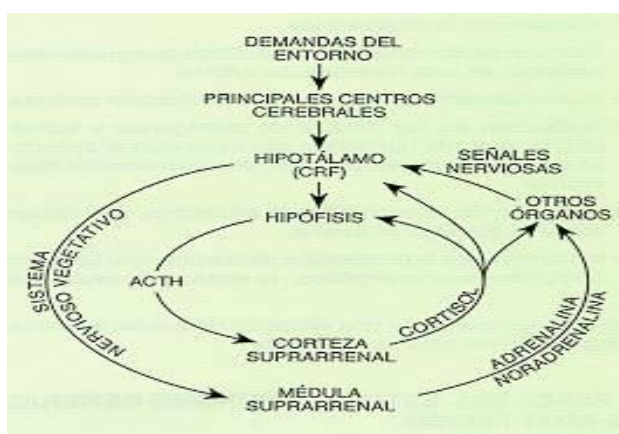 DEMANDAS DEL
ENTORNO
PRINCIPALES CENTROS
CEREBRALES
HIPOTÁLAMO
(CRF)
SEÑALES
NERVIOSAS
OTROS
ÓRGANOS
HIPÓFISIS
SISTEMA
NERVIOSO VEGETATIVO
ACTH
CORTISOL
CORTEZA
SUPRARRENAL
ADRENALINA
NORADRENALINA
MÉDULA
SUPRARRENAL